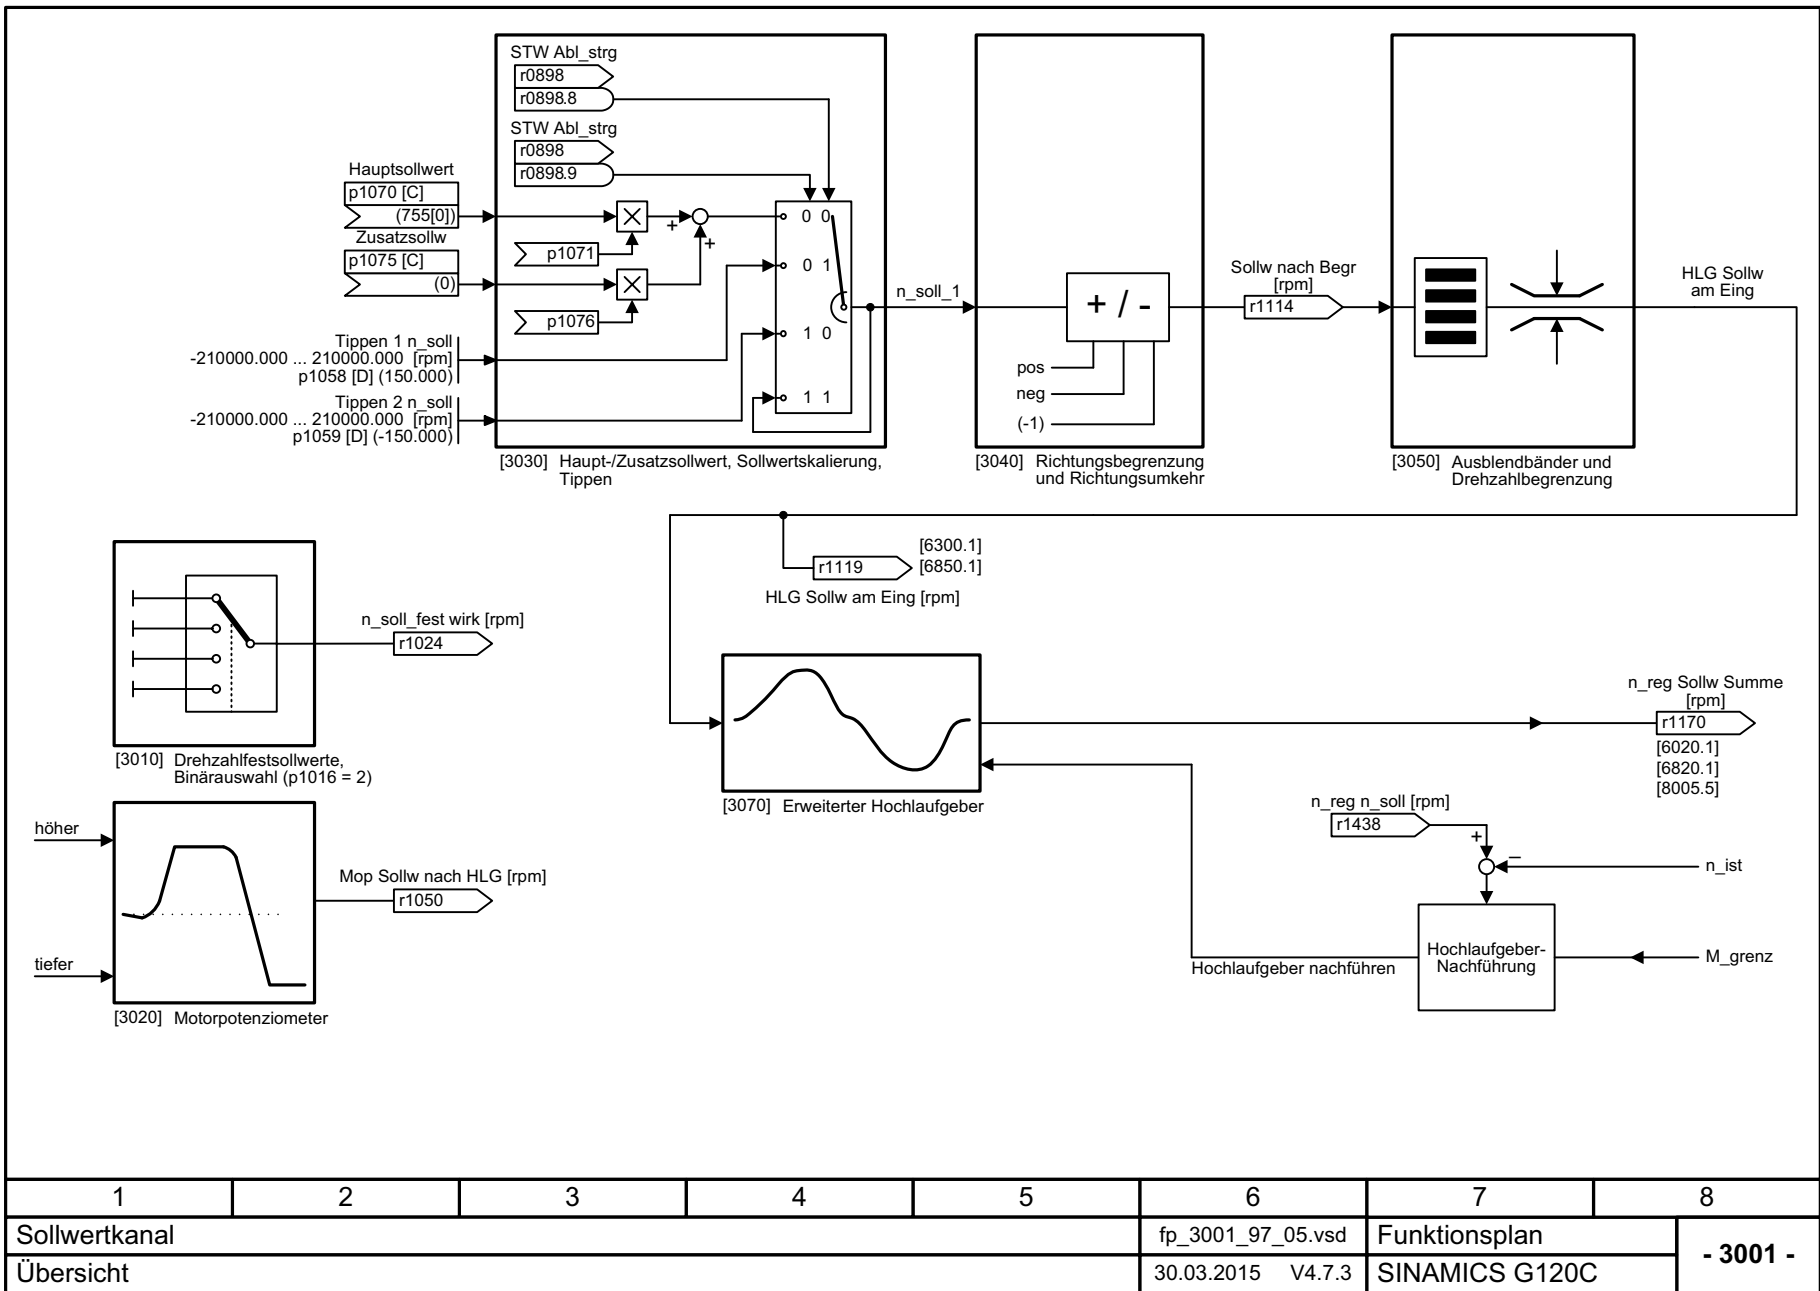 STW Abl_strg
r0898
r0898.8
STW Abl_strg
r0898
r0898.9
Hauptsollwert
p1070 [C]
(755[0])
Zusatzsollw
p1075 [C]
(0)
p1071
p1076
+
+
0 0
0 1
1 0
1 1
Tippen 1 n_soll
-210000.000 ... 210000.000 [rpm]
p1058 [D] (150.000)
Tippen 2 n_soll
-210000.000 ... 210000.000 [rpm]
p1059 [D] (-150.000)
n_soll_1
[3030] Haupt-/Zusatzsollwert, Sollwertskalierung,
Tippen
+ / -
pos
neg
(-1)
[3040] Richtungsbegrenzung
und Richtungsumkehr
Sollw nach Begr
[rpm]
r1114
HLG Sollw
am Eing
[3050] Ausblendbänder und
Drehzahlbegrenzung
r1119
[6300.1]
[6850.1]
HLG Sollw am Eing [rpm]
n_soll_fest wirk [rpm]
r1024
[3010] Drehzahlfestsollwerte,
Binärauswahl (p1016 = 2)
[3070] Erweiterter Hochlaufgeber
n_reg Sollw Summe
[rpm]
r1170
[6020.1]
[6820.1]
[8005.5]
höher
tiefer
Mop Sollw nach HLG [rpm]
r1050
[3020] Motorpotenziometer
n_reg n_soll [rpm]
r1438
+
–
n_ist
Hochlaufgeber-
Nachführung
M_grenz
Hochlaufgeber nachführen
1 2 3 4 5 6 7 8
Sollwertkanal
fp_3001_97_05.vsd
Funktionsplan
- 3001 -
Übersicht
30.03.2015 V4.7.3
SINAMICS G120C